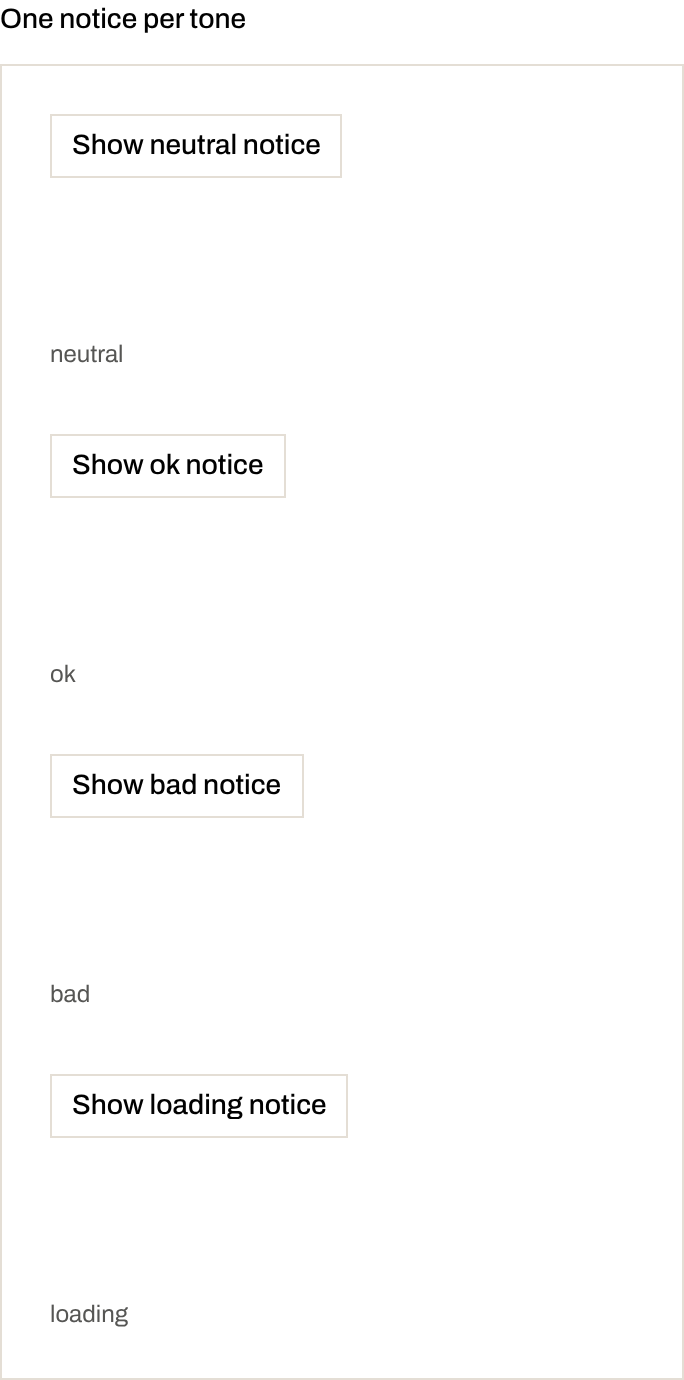 One notice per tone
Show neutral notice
neutral
Show ok notice
ok
Show bad notice
bad
Show loading notice
loading